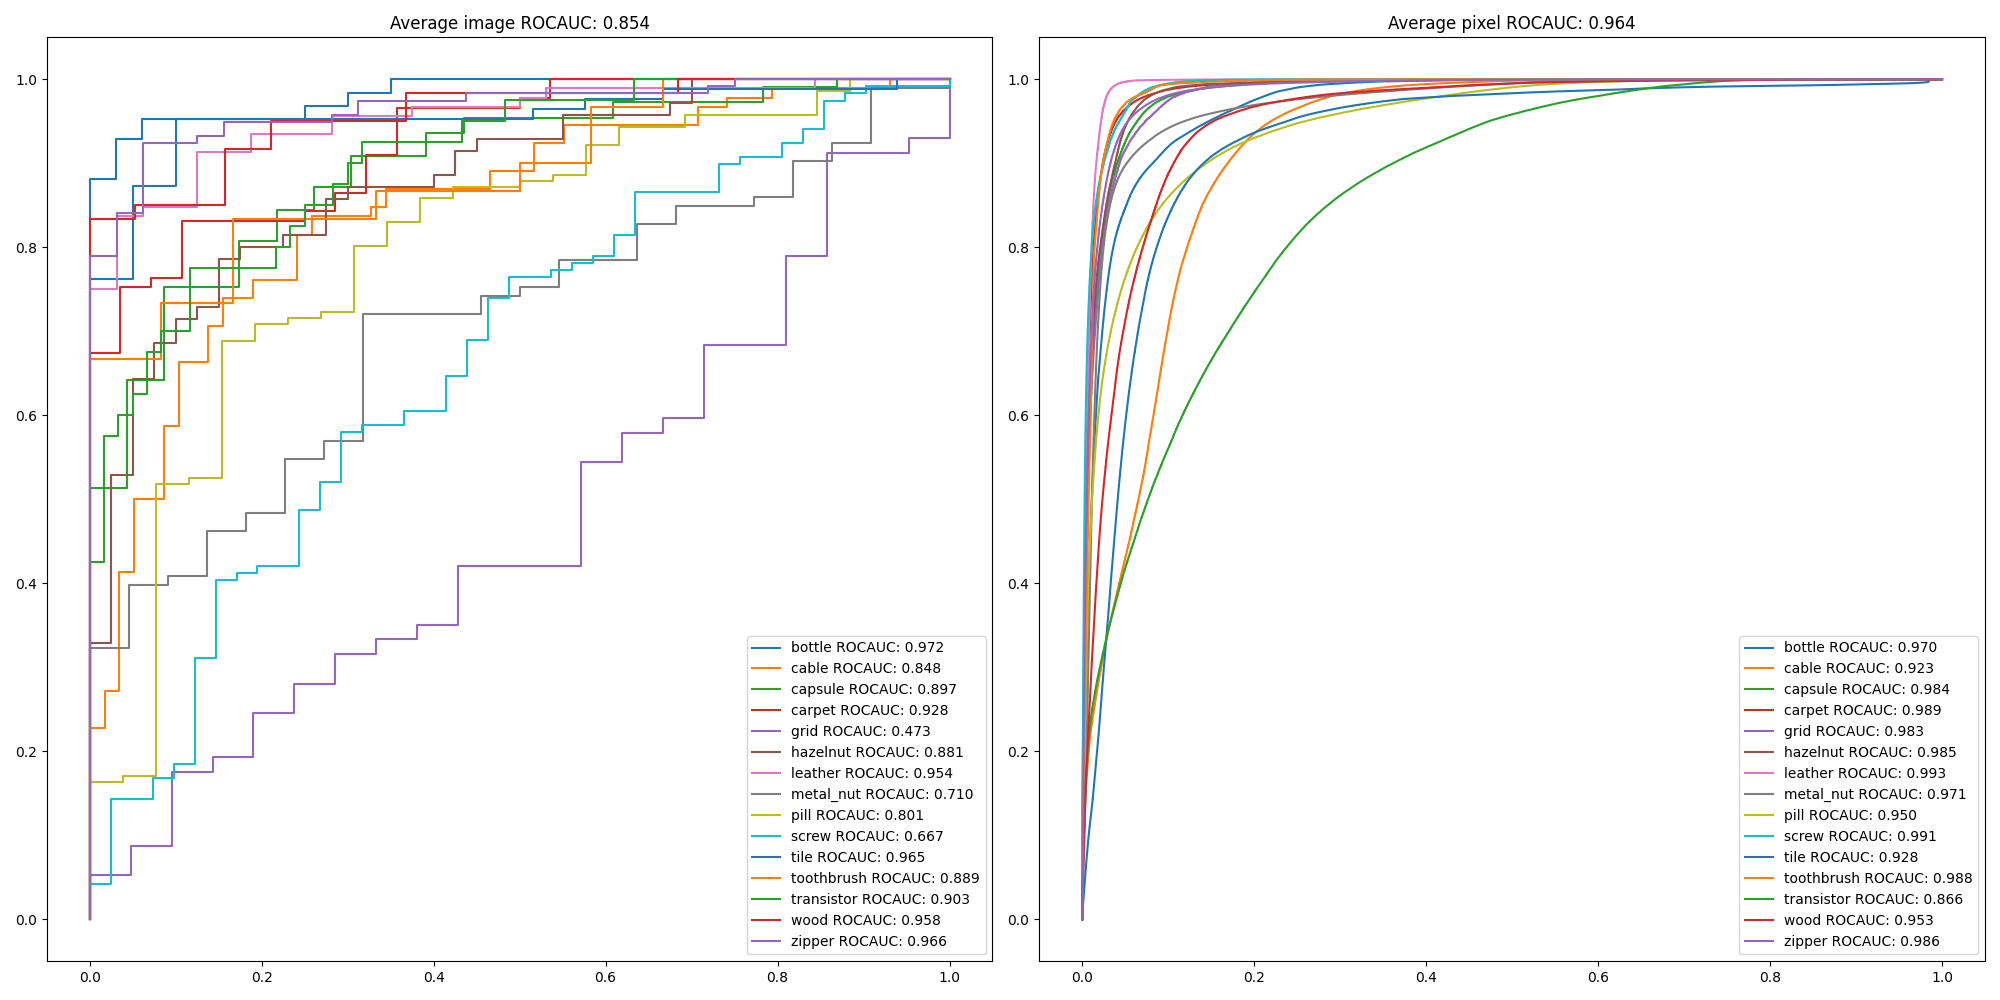 Average image ROCAUC: 0.854
1.0
0.8
0.6
0.4
0.2
0.0
0.0 0.2 0.4 0.6 0.8 1.0
bottle ROCAUC: 0.972
cable ROCAUC: 0.848
capsule ROCAUC: 0.897
carpet ROCAUC: 0.928
grid ROCAUC: 0.473
hazelnut ROCAUC: 0.881
leather ROCAUC: 0.954
metal_nut ROCAUC: 0.710
pill ROCAUC: 0.801
screw ROCAUC: 0.667
tile ROCAUC: 0.965
toothbrush ROCAUC: 0.889
transistor ROCAUC: 0.903
wood ROCAUC: 0.958
zipper ROCAUC: 0.966
Average pixel ROCAUC: 0.964
1.0
0.8
0.6
0.4
0.2
0.0
0.0 0.2 0.4 0.6 0.8 1.0
bottle ROCAUC: 0.970
cable ROCAUC: 0.923
capsule ROCAUC: 0.984
carpet ROCAUC: 0.989
grid ROCAUC: 0.983
hazelnut ROCAUC: 0.985
leather ROCAUC: 0.993
metal_nut ROCAUC: 0.971
pill ROCAUC: 0.950
screw ROCAUC: 0.991
tile ROCAUC: 0.928
toothbrush ROCAUC: 0.988
transistor ROCAUC: 0.866
wood ROCAUC: 0.953
zipper ROCAUC: 0.986